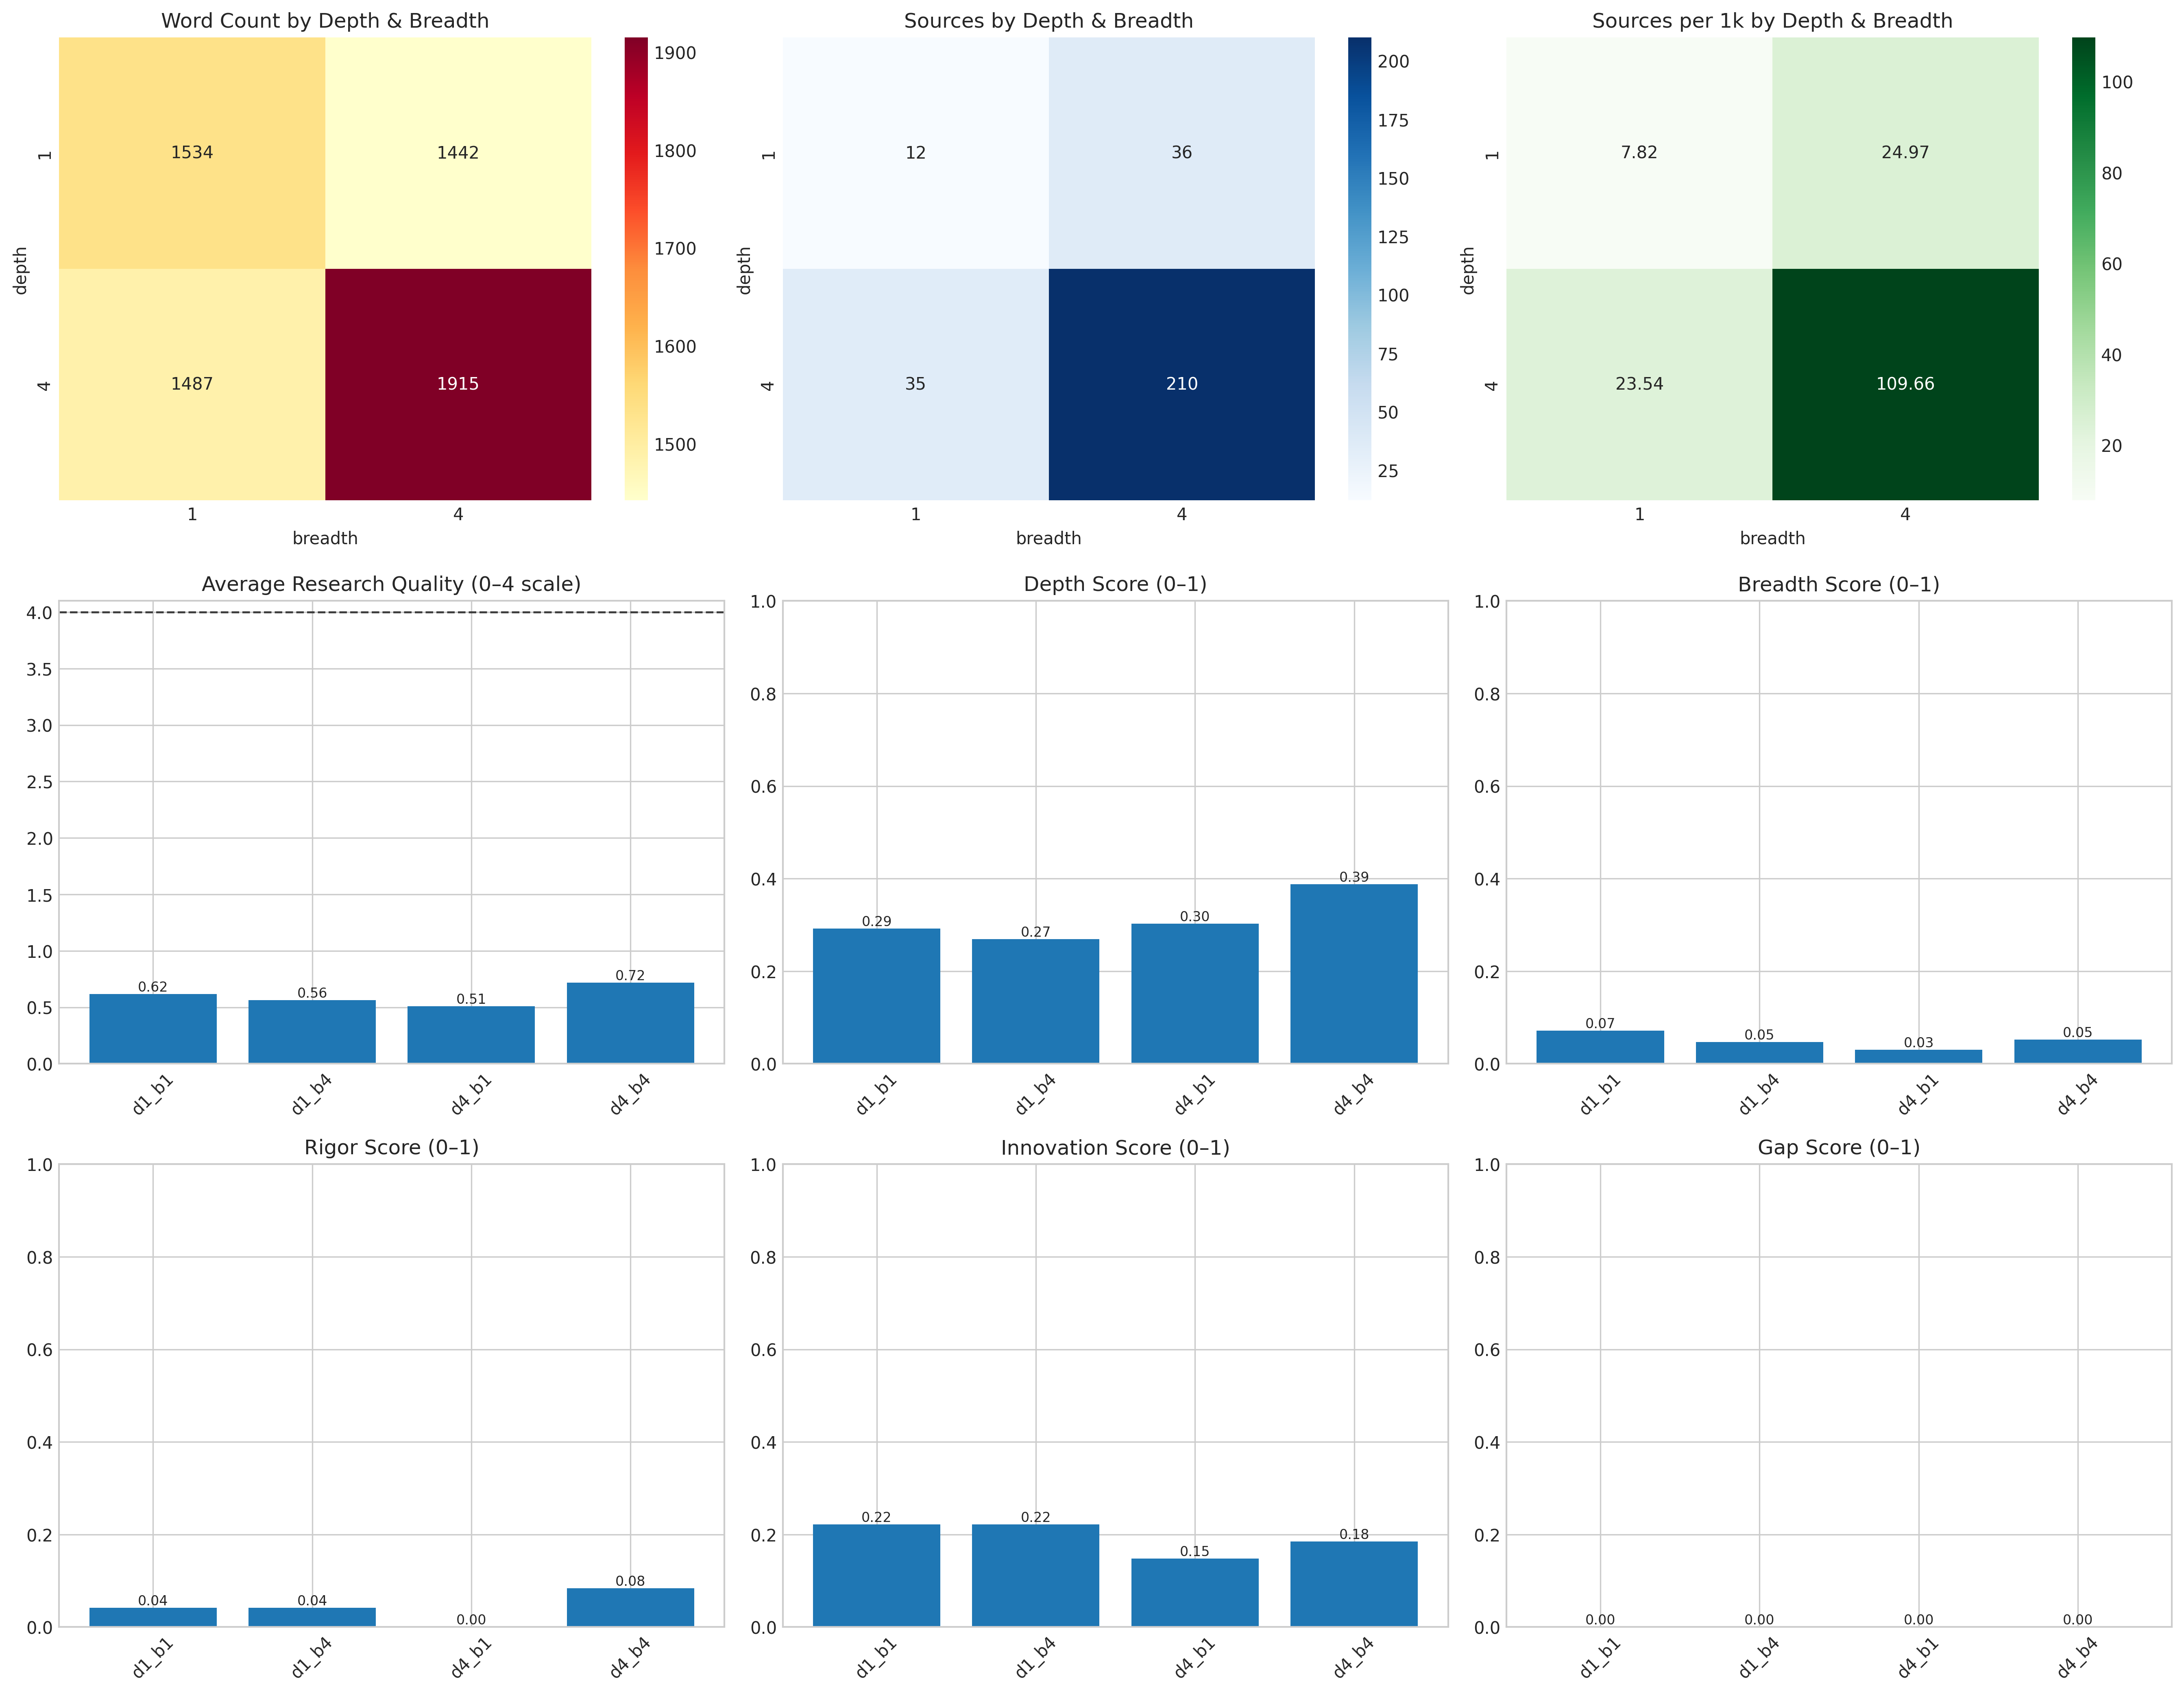 Word Count by Depth & Breadth
1534 1442
1487 1915
1
4
depth
1 4
breadth
1900
1800
1700
1600
1500
Sources by Depth & Breadth
12 36
35 210
1
4
depth
1 4
breadth
200
175
150
125
100
75
50
25
Sources per 1k by Depth & Breadth
7.82 24.97
23.54 109.66
1
4
depth
1 4
breadth
100
80
60
40
20
Average Research Quality (0–4 scale)
4.0
3.5
3.0
2.5
2.0
1.5
1.0
0.5
0.0
0.62 0.56 0.51 0.72
d1_b1 d1_b4 d4_b1 d4_b4
Depth Score (0–1)
1.0
0.8
0.6
0.4
0.2
0.0
0.29 0.27 0.30 0.39
d1_b1 d1_b4 d4_b1 d4_b4
Breadth Score (0–1)
1.0
0.8
0.6
0.4
0.2
0.0
0.07 0.05 0.03 0.05
d1_b1 d1_b4 d4_b1 d4_b4
Rigor Score (0–1)
1.0
0.8
0.6
0.4
0.2
0.0
0.04 0.04 0.00 0.08
d1_b1 d1_b4 d4_b1 d4_b4
Innovation Score (0–1)
1.0
0.8
0.6
0.4
0.2
0.0
0.22 0.22 0.15 0.18
d1_b1 d1_b4 d4_b1 d4_b4
Gap Score (0–1)
1.0
0.8
0.6
0.4
0.2
0.0
0.00 0.00 0.00 0.00
d1_b1 d1_b4 d4_b1 d4_b4